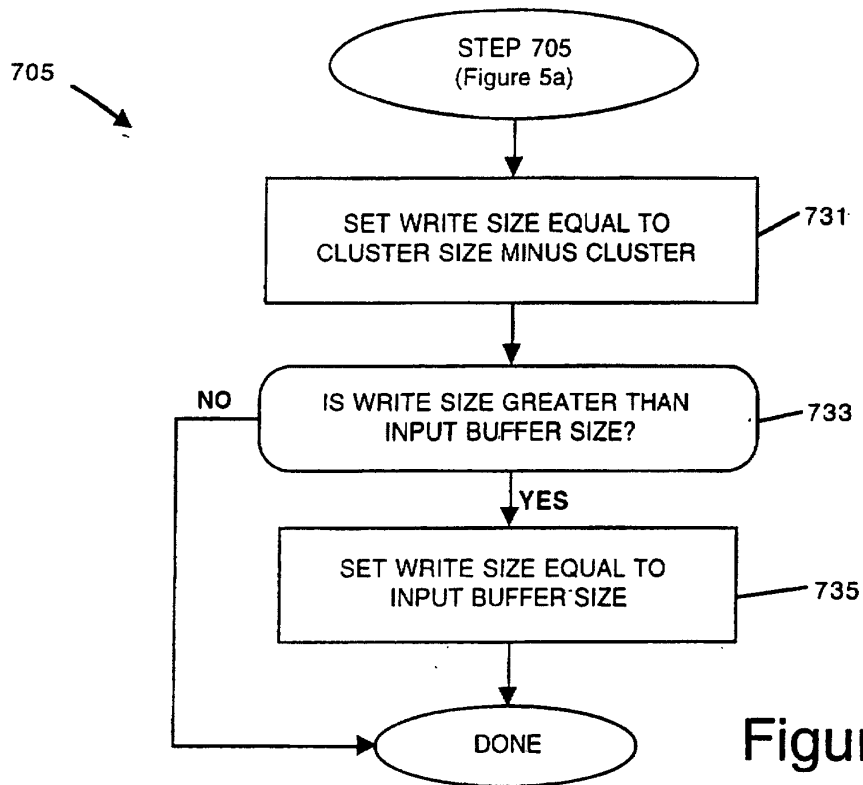 STEP 705
(Figure 5a)
705
SET WRITE SIZE EQUAL TO
CLUSTER SIZE MINUS CLUSTER
731
NO
IS WRITE SIZE GREATER THAN
INPUT BUFFER SIZE?
733
YES
SET WRITE SIZE EQUAL TO
INPUT BUFFER SIZE
735
DONE
Figur